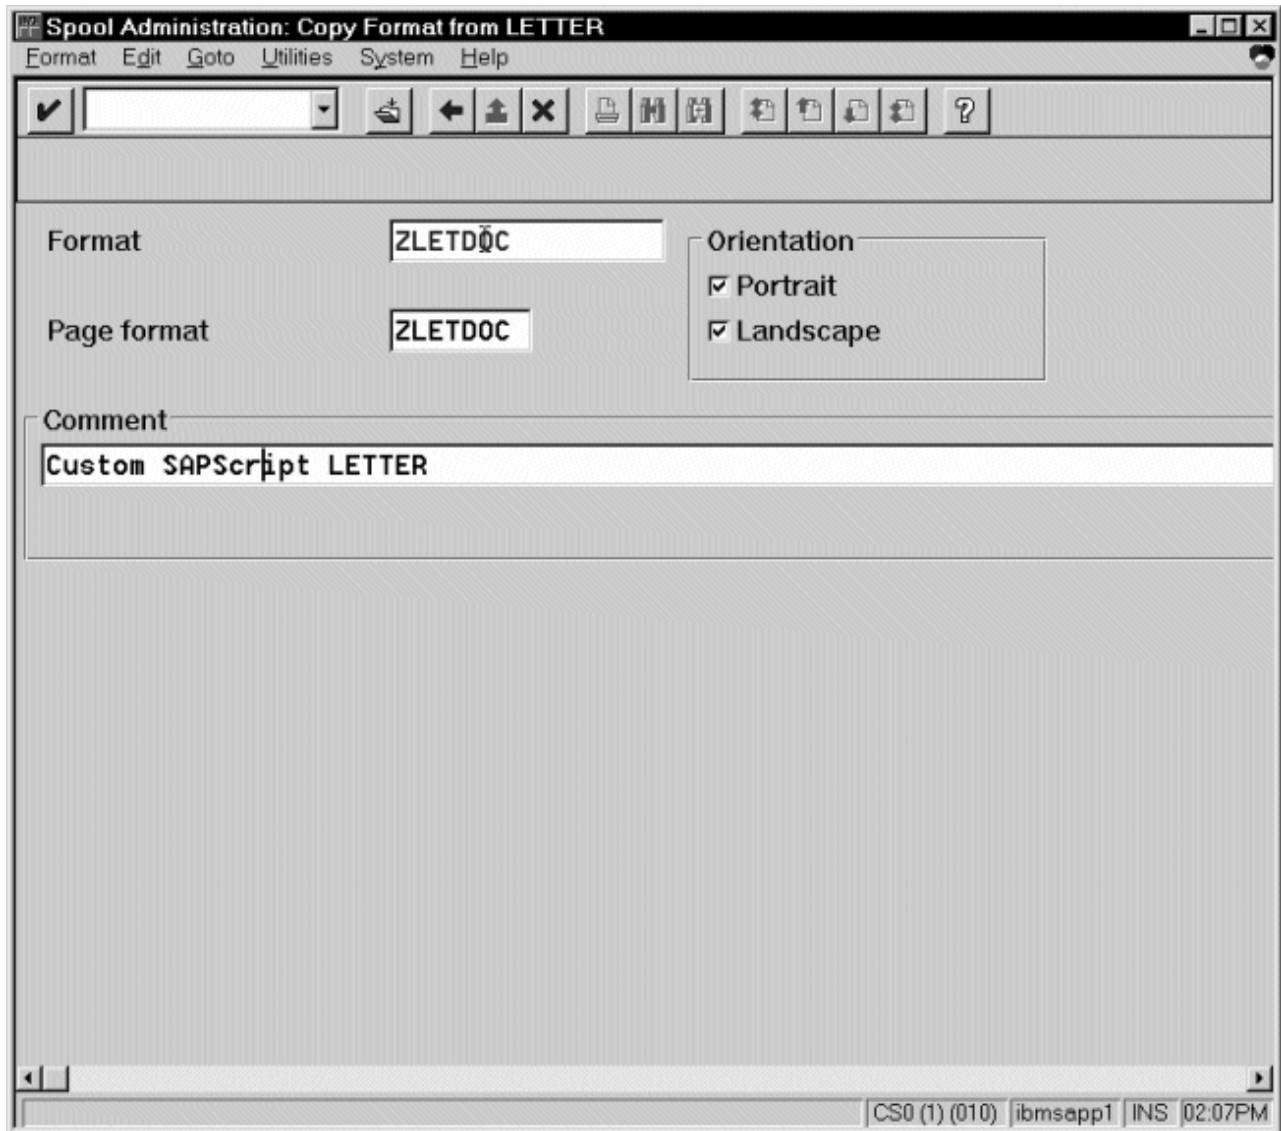 Spool Administration: Copy Format from LETTER
Format Edit Goto Utilities System Help
Format ZLETDOC Orientation
Portrait
Page format ZLETDOC Landscape
Comment
Custom SAPScript LETTER
CS0 (1) (010) ibmsapp1 INS 02:07PM